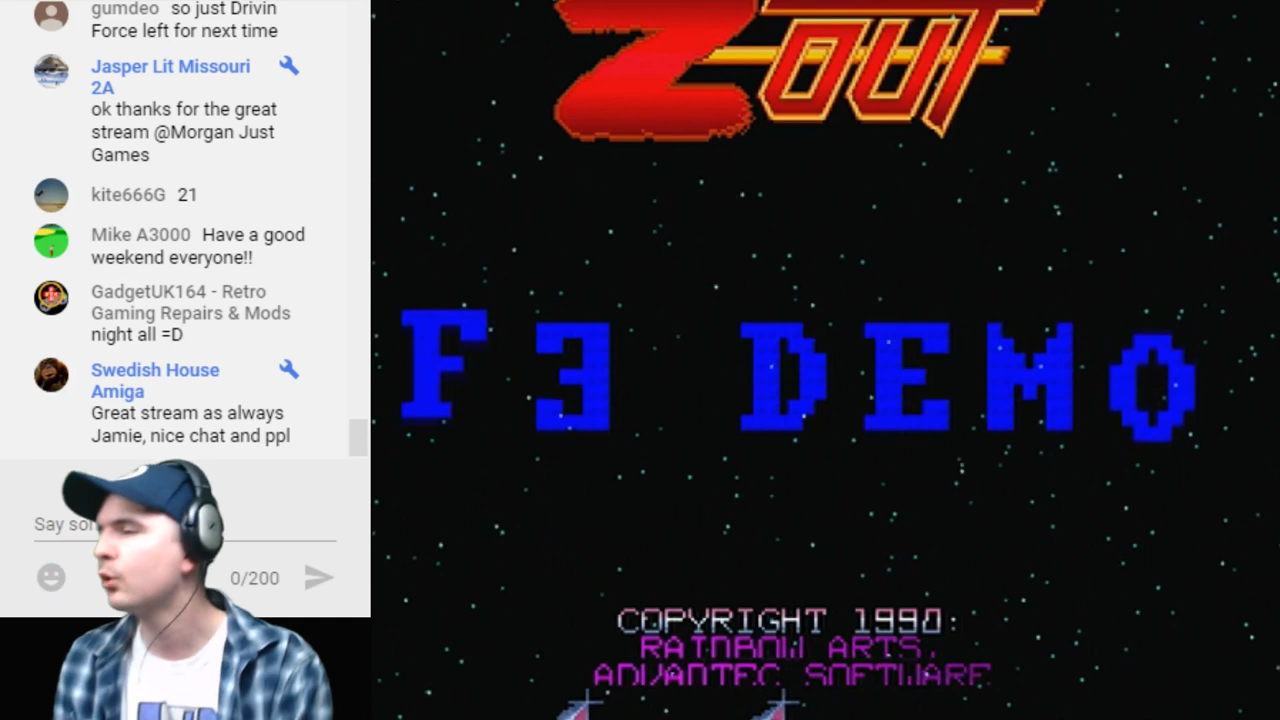 gumdeo so just Drivin
Force left for next time
Jasper Lit Missouri
2A
ok thanks for the great
stream @Morgan Just
Games
kite666G 21
Mike A3000 Have a good
weekend everyone!!
GadgetUK164 - Retro
Gaming Repairs & Mods
night all =D
Swedish House
Amiga
Great stream as always
Jamie, nice chat and ppl
Say
0/200
Z OUT
F3 DEMO
COPYRIGHT 1990:
RAINBOW ARTS.
ADVANTEC SOFTWARE